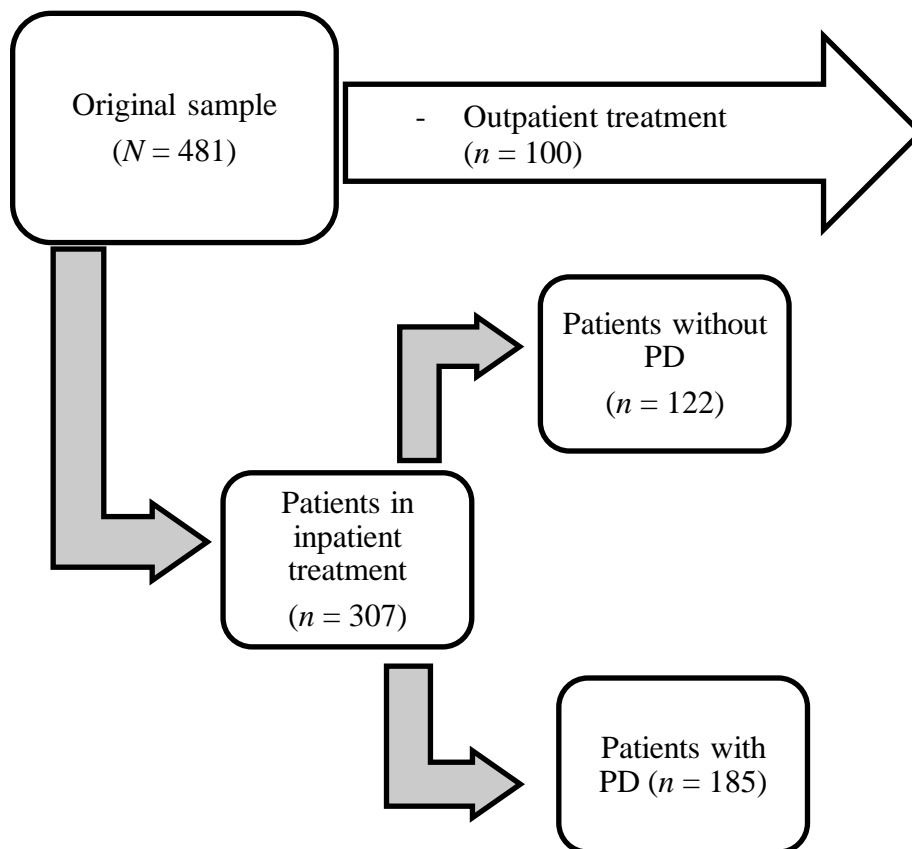 Original sample
(N = 481)
- Outpatient treatment
(n = 100)
Patients without
PD
(n = 122)
Patients in
inpatient
treatment
(n = 307)
Patients with
PD (n = 185)